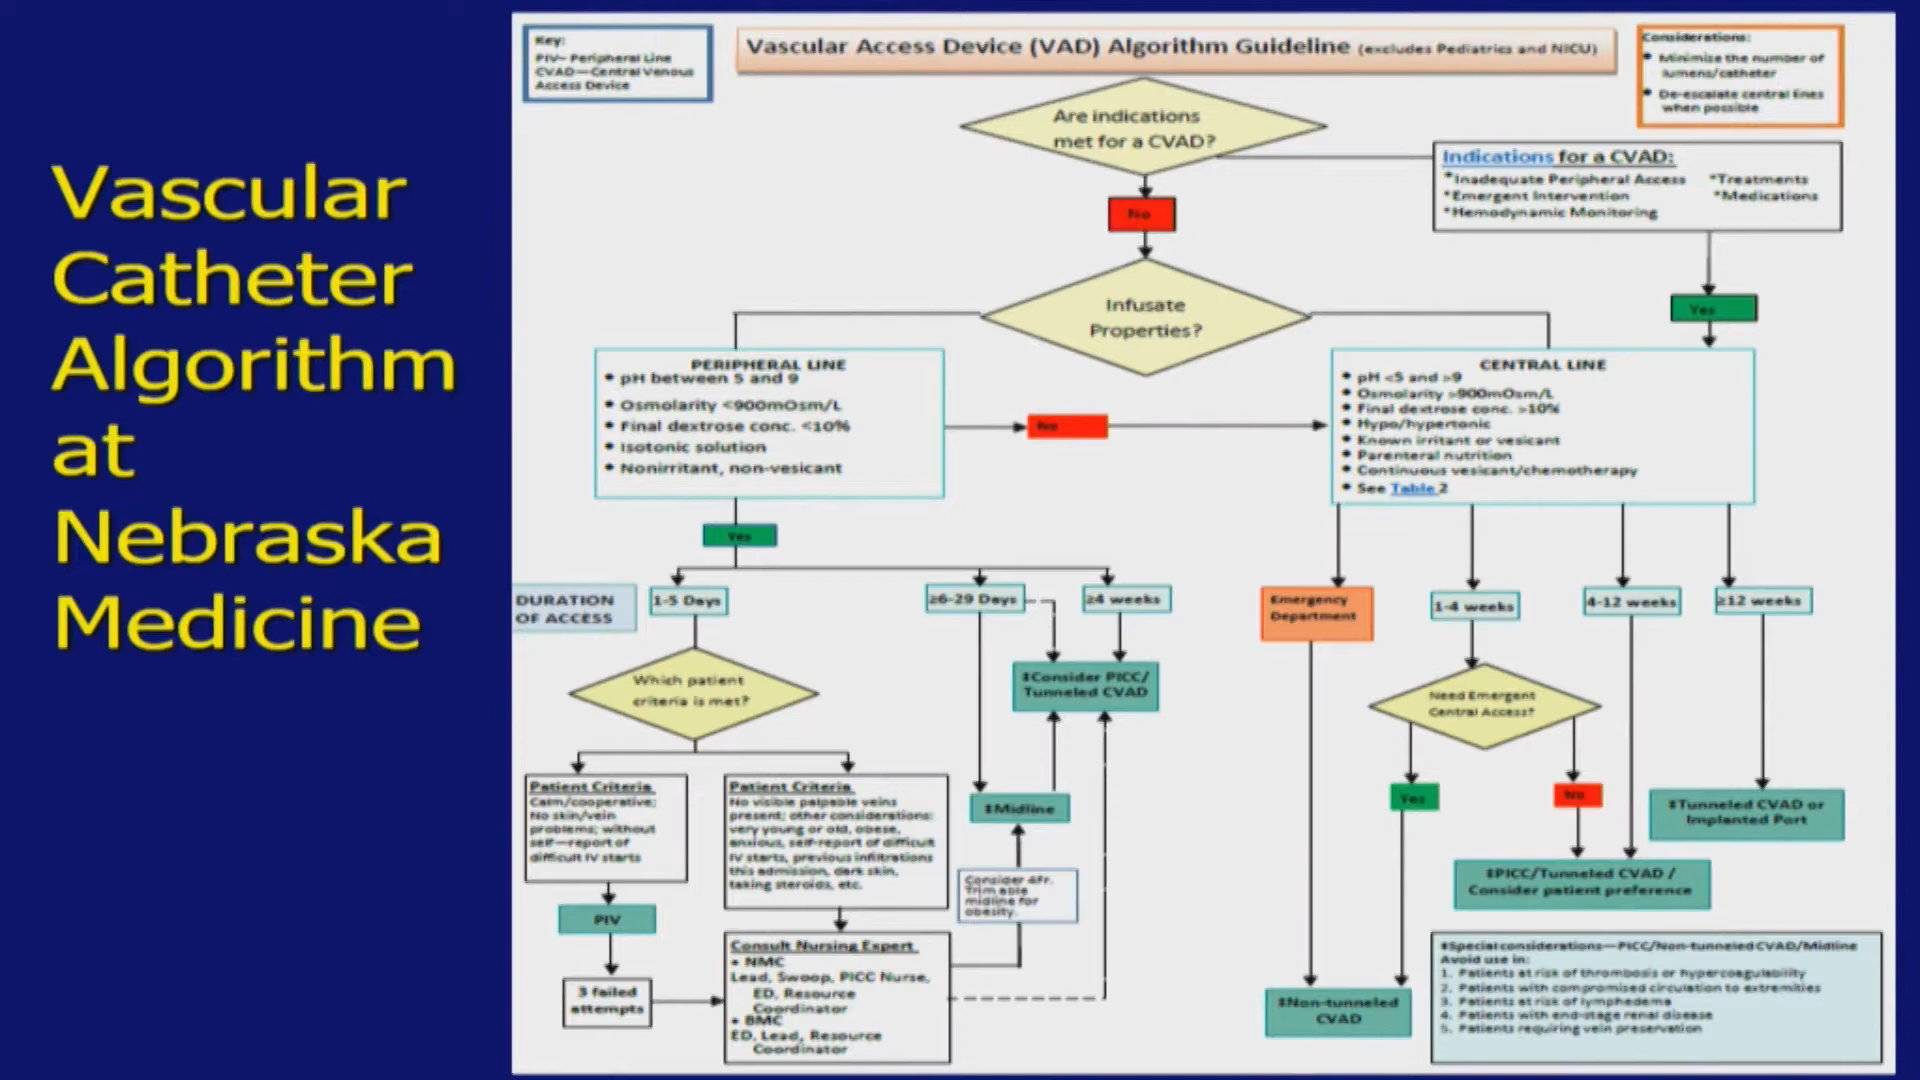 Vascular
Catheter
Algorithm
at
Nebraska
Medicine
Key:
PIV– Peripheral Line
CVAD—Central Venous
Access Device
Vascular Access Device (VAD) Algorithm Guideline (excludes Pediatrics and NICU)
Considerations:
• Minimize the number of
lumens/catheter
• De-escalate central lines
when possible
Are indications
met for a CVAD?
Indications for a CVAD:
*Inadequate Peripheral Access *Treatments
*Emergent Intervention *Medications
*Hemodynamic Monitoring
No
Yes
Infusate
Properties?
PERIPHERAL LINE
• pH between 5 and 9
• Osmolarity <900mOsm/L
• Final dextrose conc. <10%
• Isotonic solution
• Nonirritant, non-vesicant
No
CENTRAL LINE
• pH <5 and >9
• Osmolarity >900mOsm/L
• Final dextrose conc. >10%
• Hypo/hypertonic
• Known irritant or vesicant
• Parenteral nutrition
• Continuous vesicant/chemotherapy
• See Table 2
Yes
DURATION
OF ACCESS
1-5 Days
≥6-29 Days
≥4 weeks
Emergency
Department
1-4 weeks
4-12 weeks
≥12 weeks
Which patient
criteria is met?
‡Consider PICC/
Tunneled CVAD
Need Emergent
Central Access?
Yes
No
Patient Criteria
Calm/cooperative;
No skin/vein
problems; without
self—report of
difficult IV starts
Patient Criteria
No visible palpable veins
present; other considerations:
very young or old, obese,
anxious, self-report of difficult
IV starts, previous infiltrations
this admission, dark skin,
taking steroids, etc.
‡Midline
Consider 4Fr.
Trim able
midline for
obesity.
‡Tunneled CVAD or
Implanted Port
‡PICC/Tunneled CVAD /
Consider patient preference
PIV
3 failed
attempts
Consult Nursing Expert
• NMC
Lead, Swoop, PICC Nurse,
ED, Resource
Coordinator
• BMC
ED, Lead, Resource
Coordinator
‡Non-tunneled
CVAD
‡Special considerations—PICC/Non-tunneled CVAD/Midline
Avoid use in:
1. Patients at risk of thrombosis or hypercoagulability
2. Patients with compromised circulation to extremities
3. Patients at risk of lymphedema
4. Patients with end-stage renal disease
5. Patients requiring vein preservation